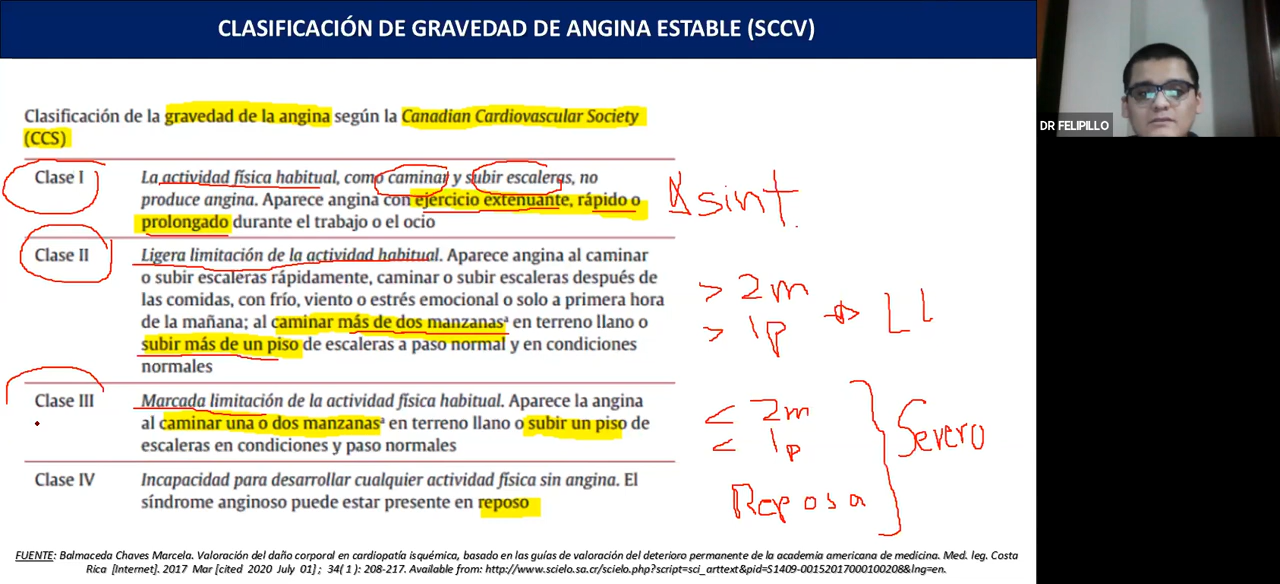 CLASIFICACIÓN DE GRAVEDAD DE ANGINA ESTABLE (SCCV)
DR FELIPILLO
Clasificación de la gravedad de la angina según la Canadian Cardiovascular Society
(CCS)
Clase I
La actividad física habitual, como caminar y subir escaleras, no
produce angina. Aparece angina con ejercicio extenuante, rápido o
prolongado durante el trabajo o el ocio
Asint.
Clase II
Ligera limitación de la actividad habitual. Aparece angina al caminar
o subir escaleras rápidamente, caminar o subir escaleras después de
las comidas, con frío, viento o estrés emocional o solo a primera hora
de la mañana; al caminar más de dos manzanasª en terreno llano o
subir más de un piso de escaleras a paso normal y en condiciones
normales
> 2m
> 1p → LL
Clase III
Marcada limitación de la actividad física habitual. Aparece la angina
al caminar una o dos manzanasª en terreno llano o subir un piso de
escaleras en condiciones y paso normales
< 2m
< 1p
Severo
Clase IV
Incapacidad para desarrollar cualquier actividad física sin angina. El
síndrome anginoso puede estar presente en reposo
Reposo
FUENTE: Balmaceda Chaves Marcela. Valoración del daño corporal en cardiopatía isquémica, basado en las guías de valoración del deterioro permanente de la academia americana de medicina. Med. leg. Costa
Rica [Internet]. 2017 Mar [cited 2020 July 01] ; 34( 1 ): 208-217. Available from: http://www.scielo.sa.cr/scielo.php?script=sci_arttext&pid=S1409-00152017000100208&lng=en.